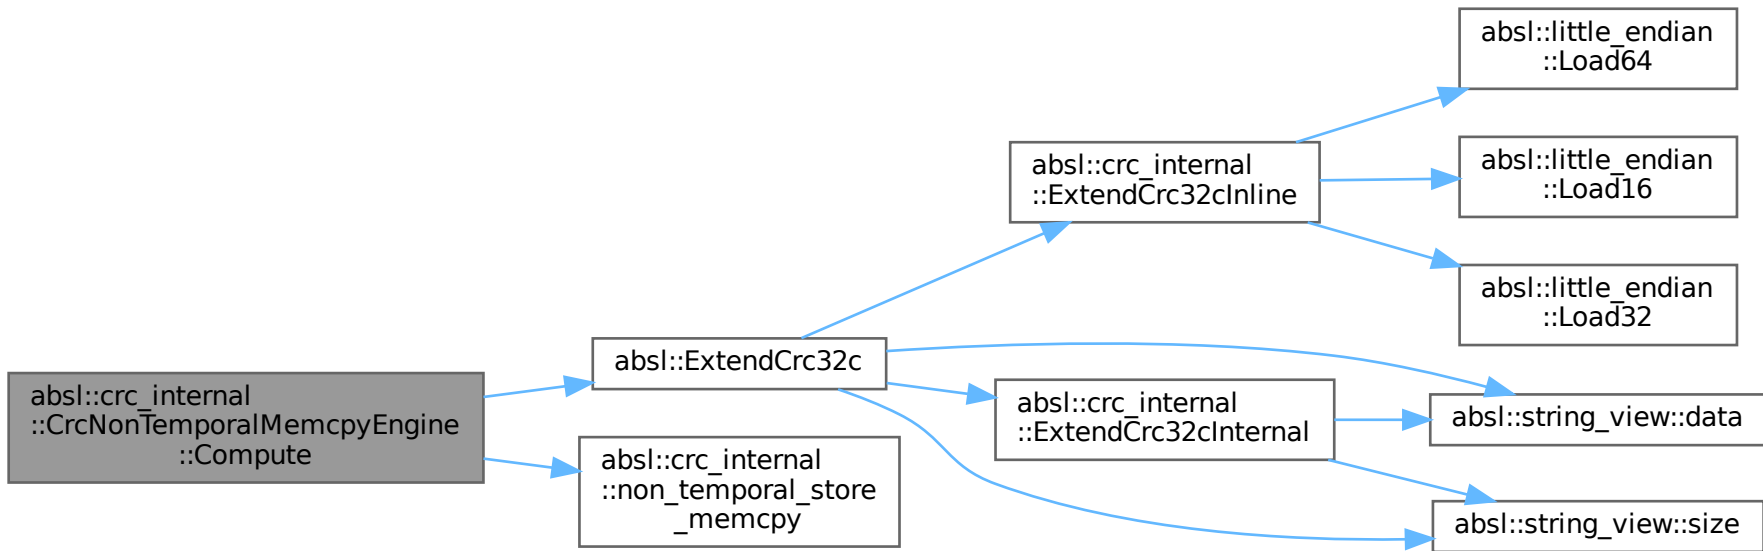 absl::crc_internal
::CrcNonTemporalMemcpyEngine
::Compute
absl::ExtendCrc32c
absl::crc_internal
::non_temporal_store
_memcpy
absl::crc_internal
::ExtendCrc32cInline
absl::crc_internal
::ExtendCrc32cInternal
absl::little_endian
::Load64
absl::little_endian
::Load16
absl::little_endian
::Load32
absl::string_view::data
absl::string_view::size